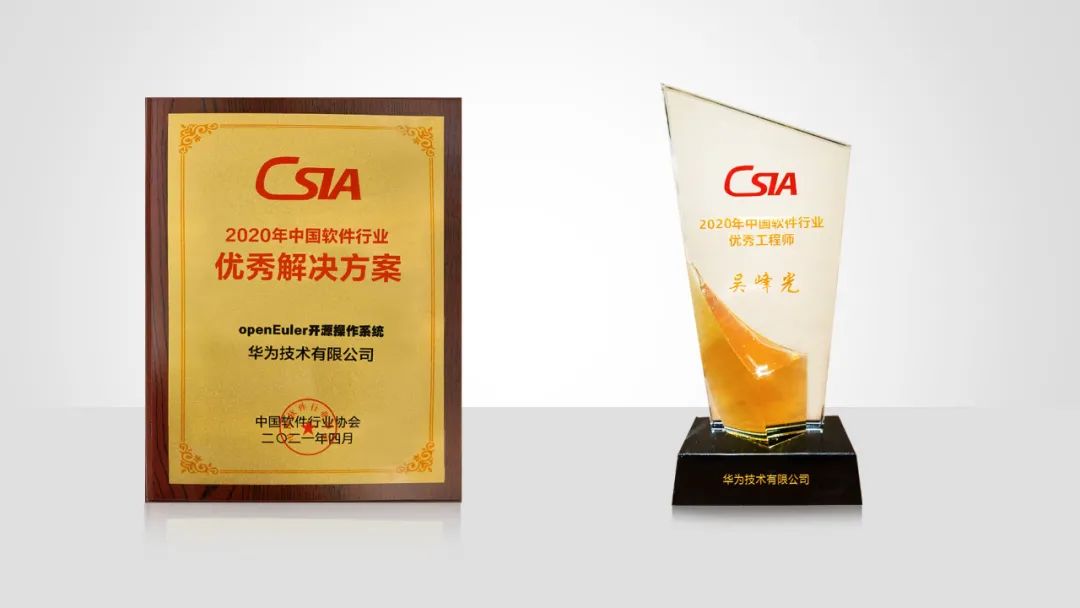 CSIA
2020年中国软件行业
优秀解决方案
openEuler开源操作系统
华为技术有限公司
中国软件行业协会
二〇二一年四月
CSIA
2020年中国软件行业
优秀工程师
吴峰光
华为技术有限公司